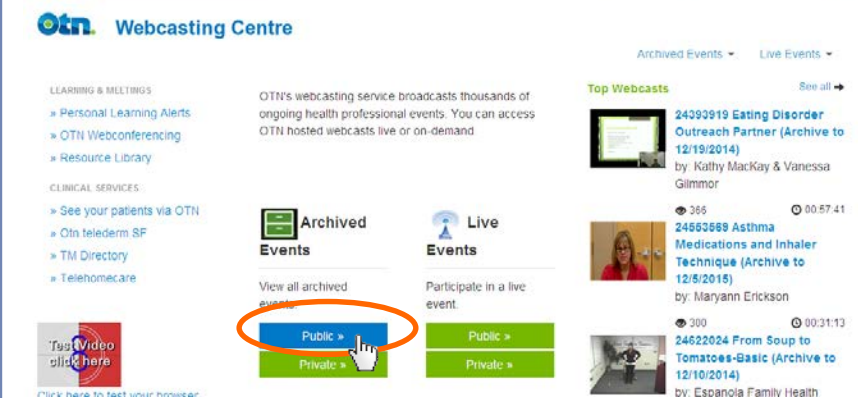 Otn. Webcasting Centre
Archived Events
Live Events
LEARNING & MEETINGS
» Personal Learning Alerts
» OTN Webconferencing
» Resource Library
CLINICAL SERVICES
» See your patients via OTN
» Otn telederm SF
» TM Directory
» Telehomecare
Test Video
click here
Click here to test your browser
OTN's webcasting service broadcasts thousands of
ongoing health professional events. You can access
OTN hosted webcasts live or on-demand
Archived
Events
View all archived
events.
Public »
Private »
Live
Events
Participate in a live
event.
Public »
Private »
Top Webcasts
See all
24393919 Eating Disorder
Outreach Partner (Archive to
12/19/2014)
by: Kathy MacKay & Vanessa
Gilmmor
366
00:57:41
24553569 Asthma
Medications and Inhaler
Technique (Archive to
12/5/2015)
by: Maryann Erickson
300
00:31:13
24622024 From Soup to
Tomatoes-Basic (Archive to
12/10/2014)
by: Espanola Family Health